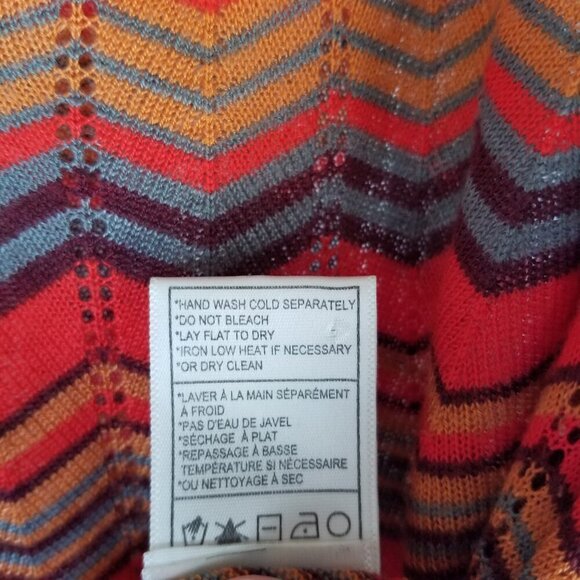 *HAND WASH COLD SEPARATELY
*DO NOT BLEACH
*LAY FLAT TO DRY
*IRON LOW HEAT IF NECESSARY
*OR DRY CLEAN
*LAVER À LA MAIN SÉPARÉMENT
À FROID
*PAS D'EAU DE JAVEL
*SÉCHAGE À PLAT
*REPASSAGE À BASSE
TEMPÉRATURE SI NÉCESSAIRE
*OU NETTOYAGE À SEC